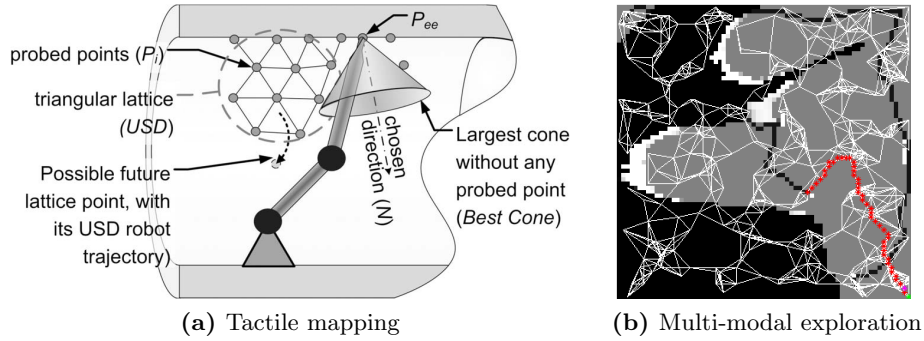 P_ee
probed points (P_i)
triangular lattice
(USD)
Possible future
lattice point, with
its USD robot
trajectory)
chosen
direction (N)
Largest cone
without any
probed point
(Best Cone)
(a) Tactile mapping
(b) Multi-modal exploration